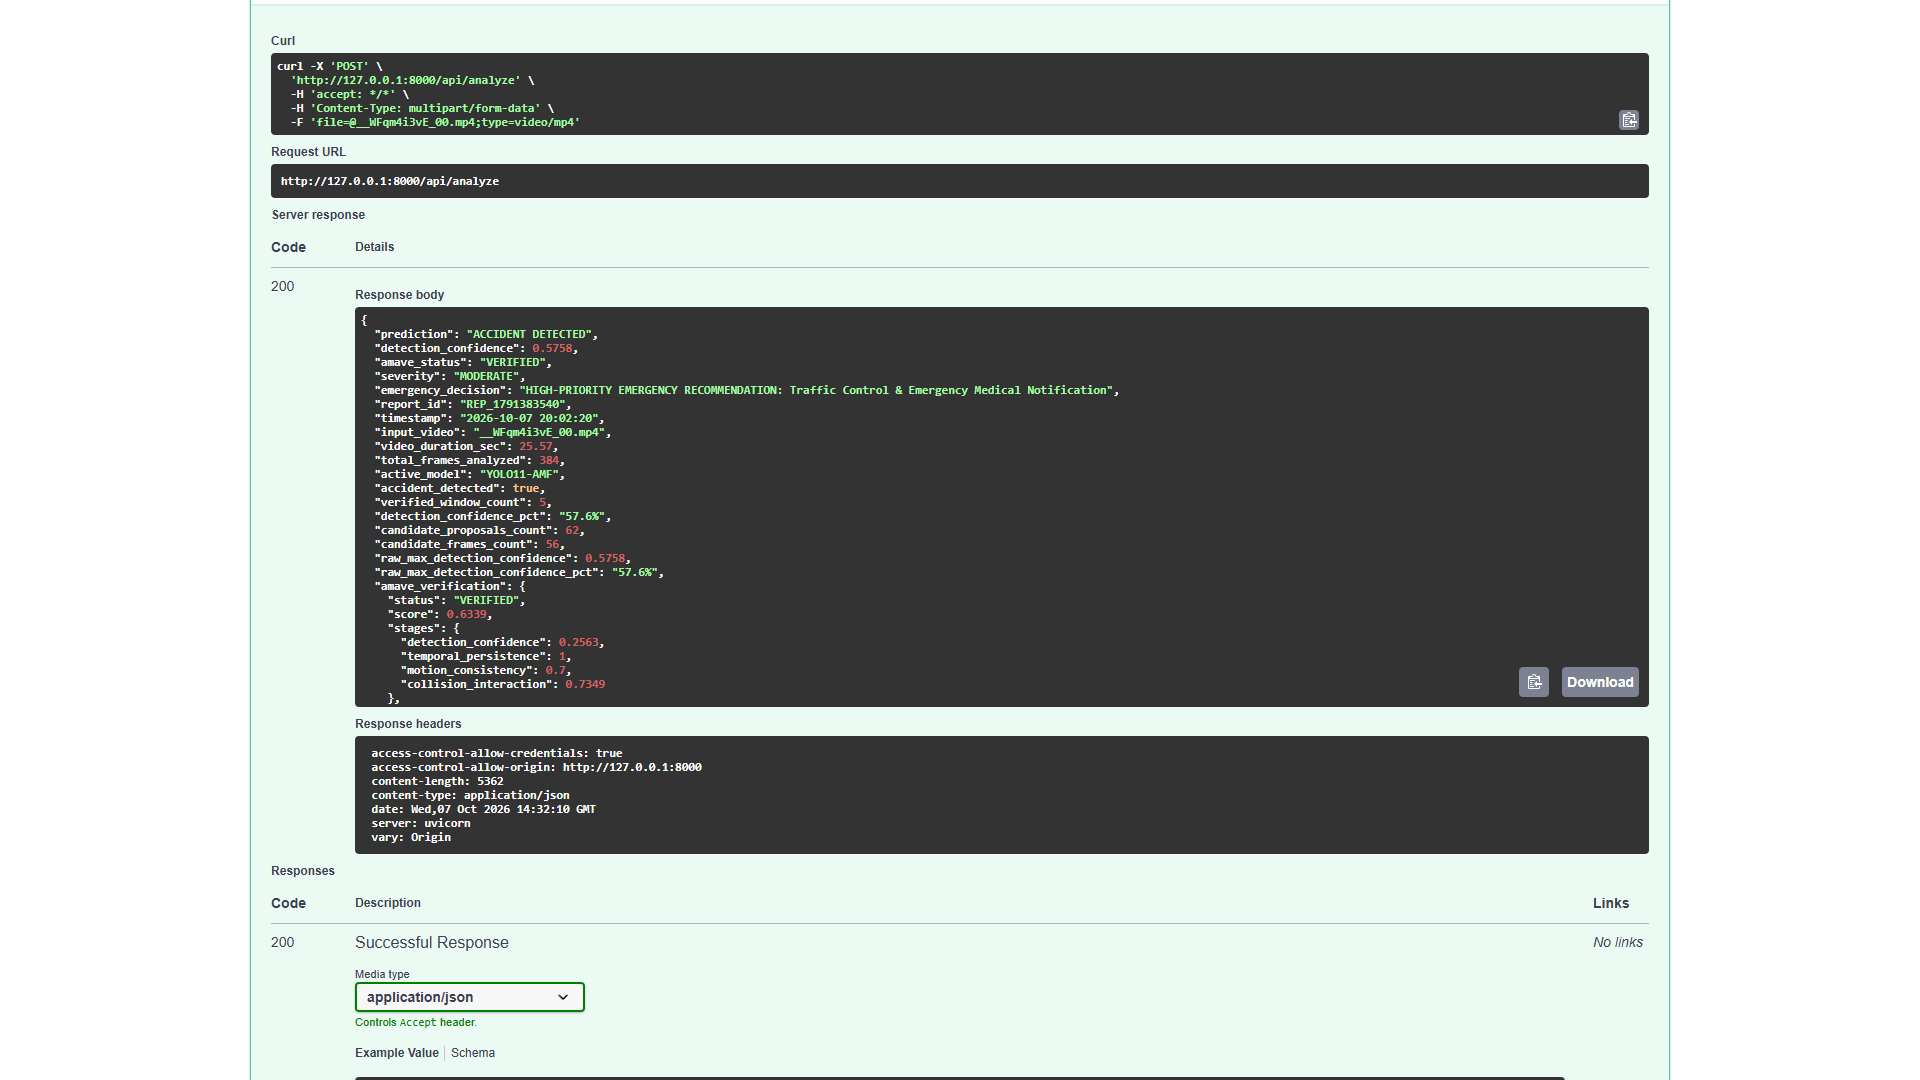 Curl
curl -X 'POST' \
  'http://127.0.0.1:8000/api/analyze' \
  -H 'accept: */*' \
  -H 'Content-Type: multipart/form-data' \
  -F 'file=@__WFqm4i3vE_00.mp4;type=video/mp4'
Request URL
http://127.0.0.1:8000/api/analyze
Server response
Code Details
200
Response body
{
  "prediction": "ACCIDENT DETECTED",
  "detection_confidence": 0.5758,
  "amave_status": "VERIFIED",
  "severity": "MODERATE",
  "emergency_decision": "HIGH-PRIORITY EMERGENCY RECOMMENDATION: Traffic Control & Emergency Medical Notification",
  "report_id": "REP_1791383540",
  "timestamp": "2026-10-07 20:02:20",
  "input_video": "__WFqm4i3vE_00.mp4",
  "video_duration_sec": 25.57,
  "total_frames_analyzed": 384,
  "active_model": "YOLO11-AMF",
  "accident_detected": true,
  "verified_window_count": 5,
  "detection_confidence_pct": "57.6%",
  "candidate_proposals_count": 62,
  "candidate_frames_count": 56,
  "raw_max_detection_confidence": 0.5758,
  "raw_max_detection_confidence_pct": "57.6%",
  "amave_verification": {
    "status": "VERIFIED",
    "score": 0.6339,
    "stages": {
      "detection_confidence": 0.2563,
      "temporal_persistence": 1,
      "motion_consistency": 0.7,
      "collision_interaction": 0.7349
    },
Download
Response headers
access-control-allow-credentials: true
access-control-allow-origin: http://127.0.0.1:8000
content-length: 5362
content-type: application/json
date: Wed,07 Oct 2026 14:32:10 GMT
server: uvicorn
vary: Origin
Responses
Code Description Links
200 Successful Response No links
Media type
application/json
Controls Accept header.
Example Value Schema